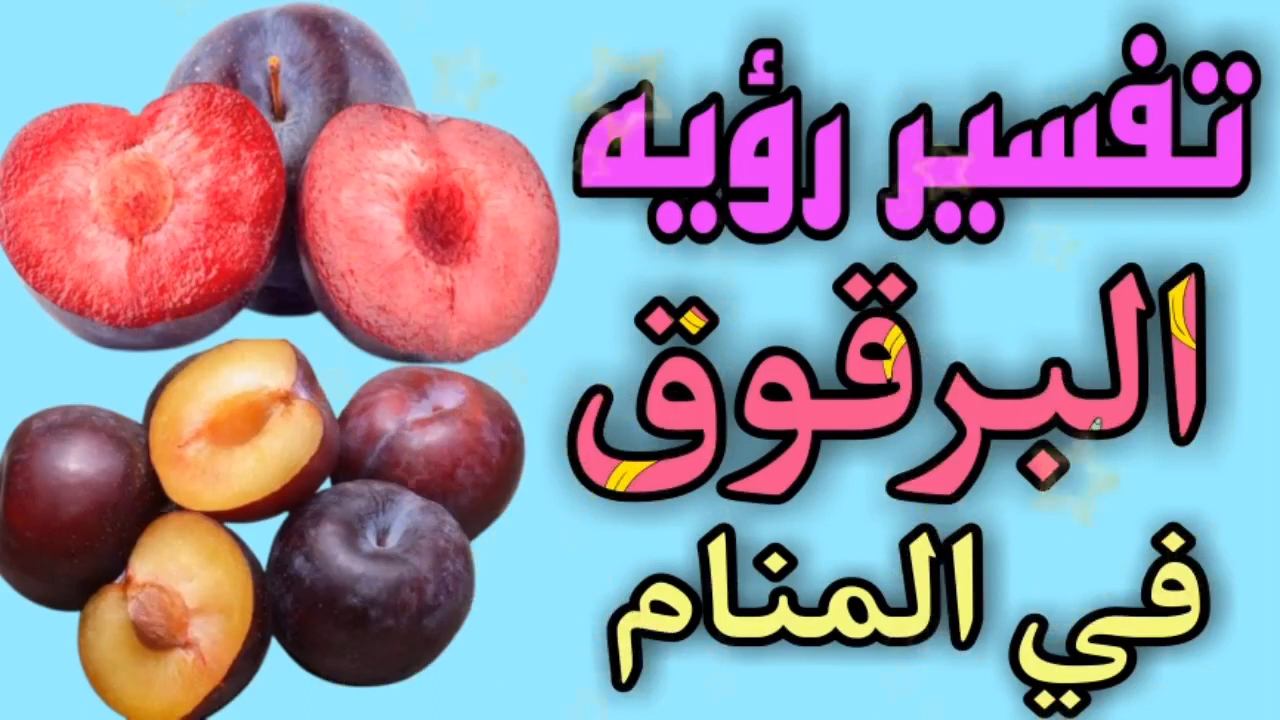 تفسير رؤيه
البرقوق
في المنام